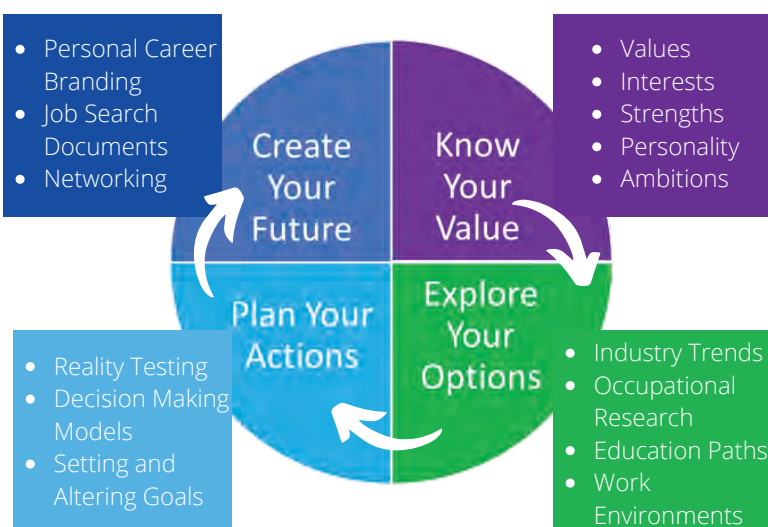 • Personal Career
Branding
• Job Search
Documents
• Networking
Create
Your
Future
Know
Your
Value
• Values
• Interests
• Strengths
• Personality
• Ambitions
Plan Your
Actions
Explore
Your
Options
• Reality Testing
• Decision Making
Models
• Setting and
Altering Goals
• Industry Trends
• Occupational
Research
• Education Paths
• Work
Environments